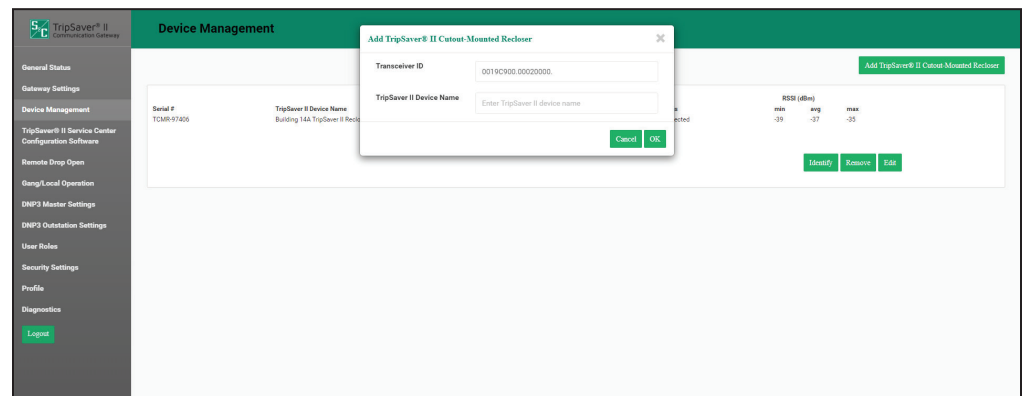 S&C TripSaver® II
Communication Gateway
Device Management
General Status
Gateway Settings
Device Management
TripSaver® II Service Center
Configuration Software
Remote Drop Open
Gang/Local Operation
DNP3 Master Settings
DNP3 Outstation Settings
User Roles
Security Settings
Profile
Diagnostics
Logout
Add TripSaver® II Cutout-Mounted Recloser
Transceiver ID
0019C900.00020000.
TripSaver II Device Name
Enter TripSaver II device name
Cancel OK
Add TripSaver® II Cutout-Mounted Recloser
RSSI (dBm)
Serial # TripSaver II Device Name min avg max
TCMR-97406 Building 14A TripSaver II Reclo ected -39 -37 -35
Identify Remove Edit